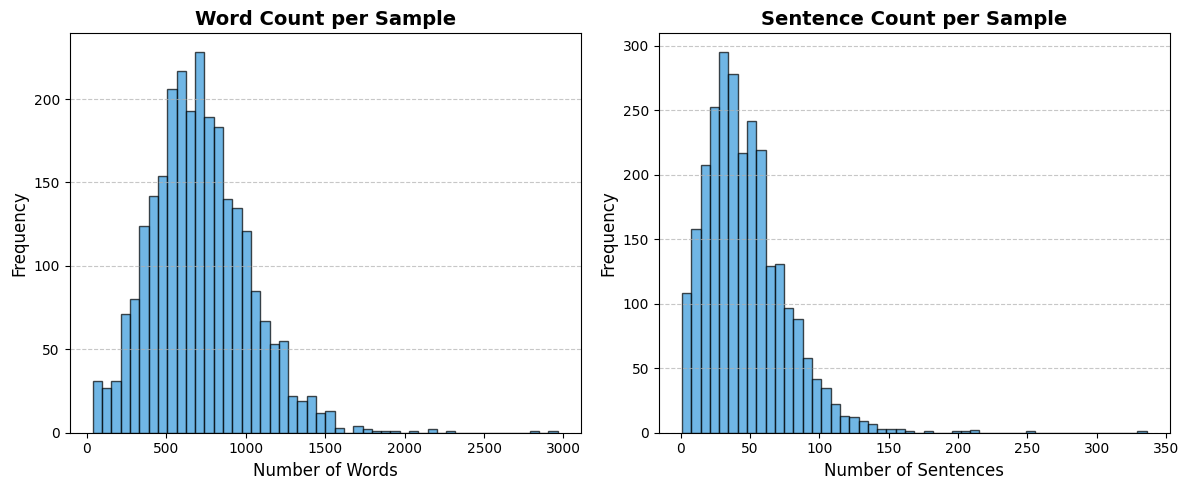 Word Count per Sample
Frequency
200
150
100
50
0
0 500 1000 1500 2000 2500 3000
Number of Words
Sentence Count per Sample
Frequency
300
250
200
150
100
50
0
0 50 100 150 200 250 300 350
Number of Sentences